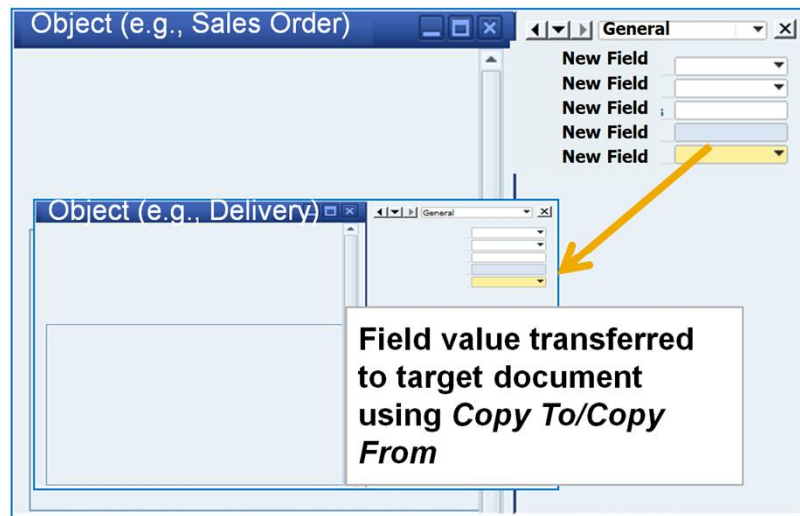 Object (e.g., Sales Order)
General
New Field
New Field
New Field
New Field
New Field
Object (e.g., Delivery)
General
Field value transferred
to target document
using Copy To/Copy
From